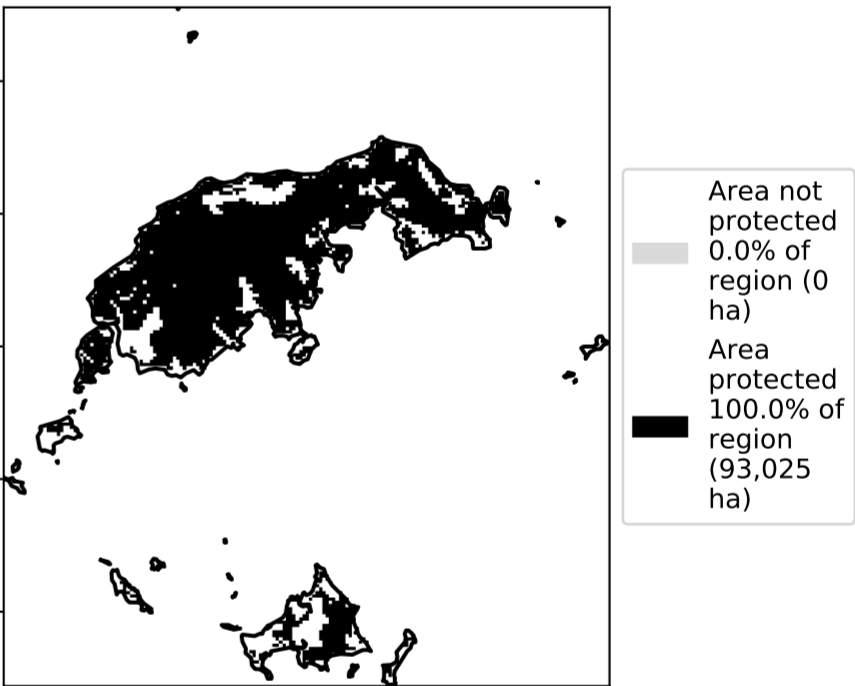 Area not
protected
0.0% of
region (0
ha)
Area
protected
100.0% of
region
(93,025
ha)